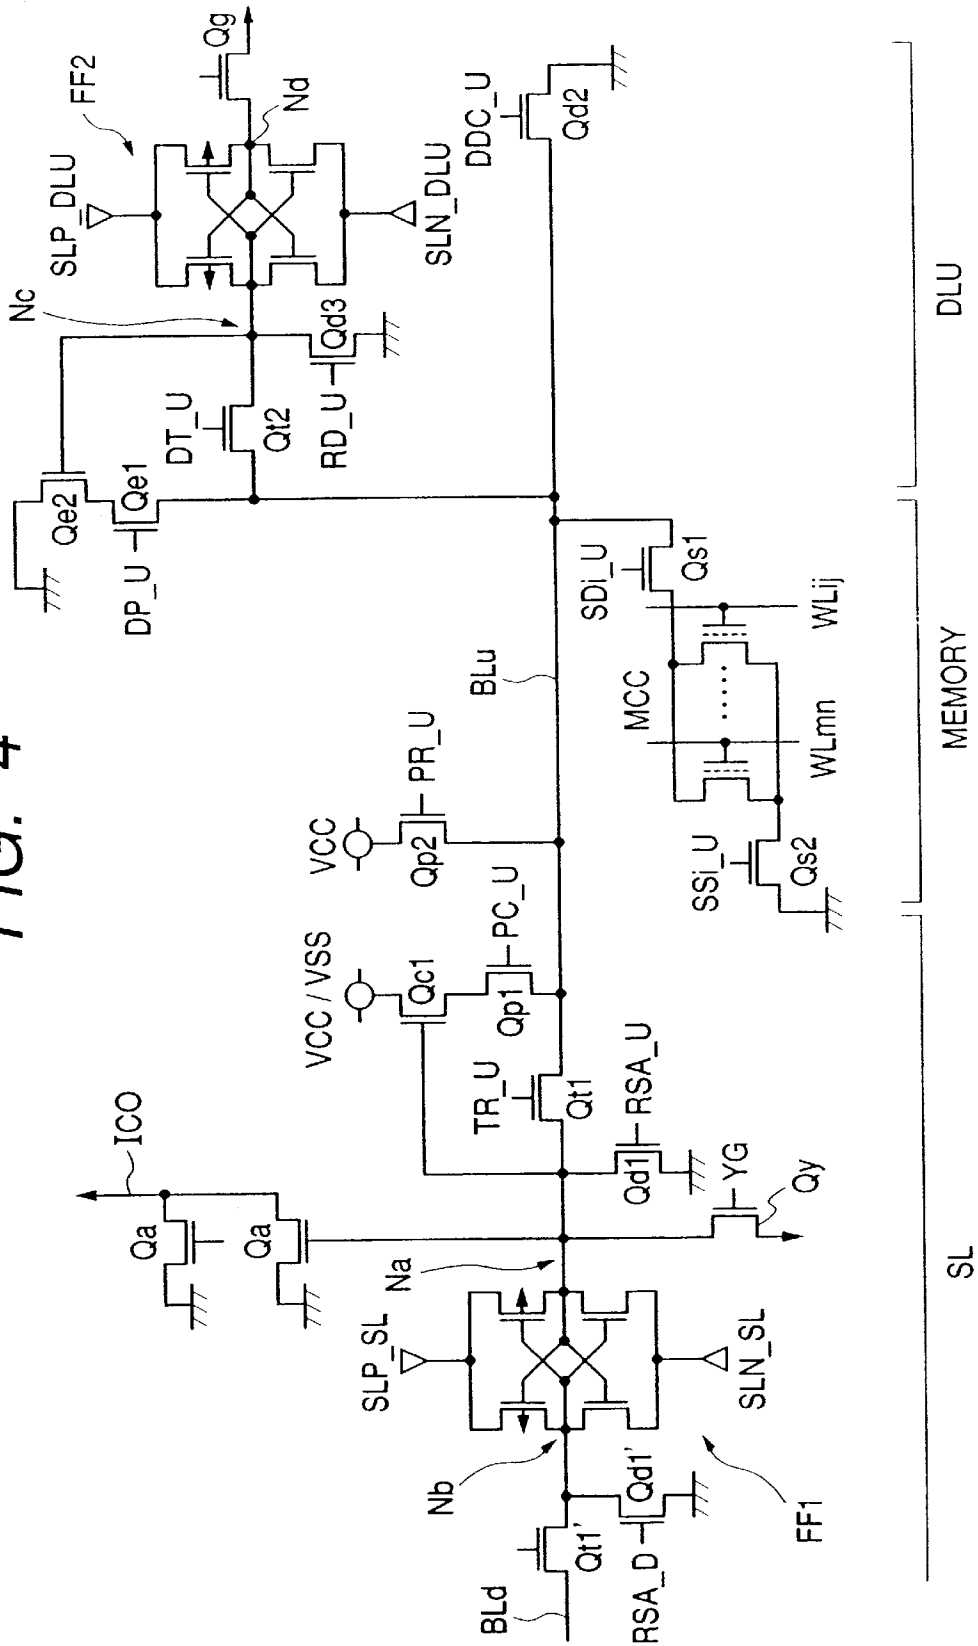 FIG. 4
Qg
FF2
Nd
SLP_DLU
SLN_DLU
Nc
DT_U
Qt2
RD_U
Qd3
Qe2
Qe1
DP_U
DDC_U
Qd2
DLU
BLu
SDi_U
Qs1
MCC
WLij
WLmn
SSi_U
Qs2
MEMORY
VCC
PR_U
Qp2
VCC / VSS
Qc1
PC_U
Qp1
TR_U
Qt1
RSA_U
Qd1
YG
Qy
ICO
Qa
Qa
Na
SLP_SL
SLN_SL
Nb
Qd1'
Qt1'
RSA_D
BLd
FF1
SL